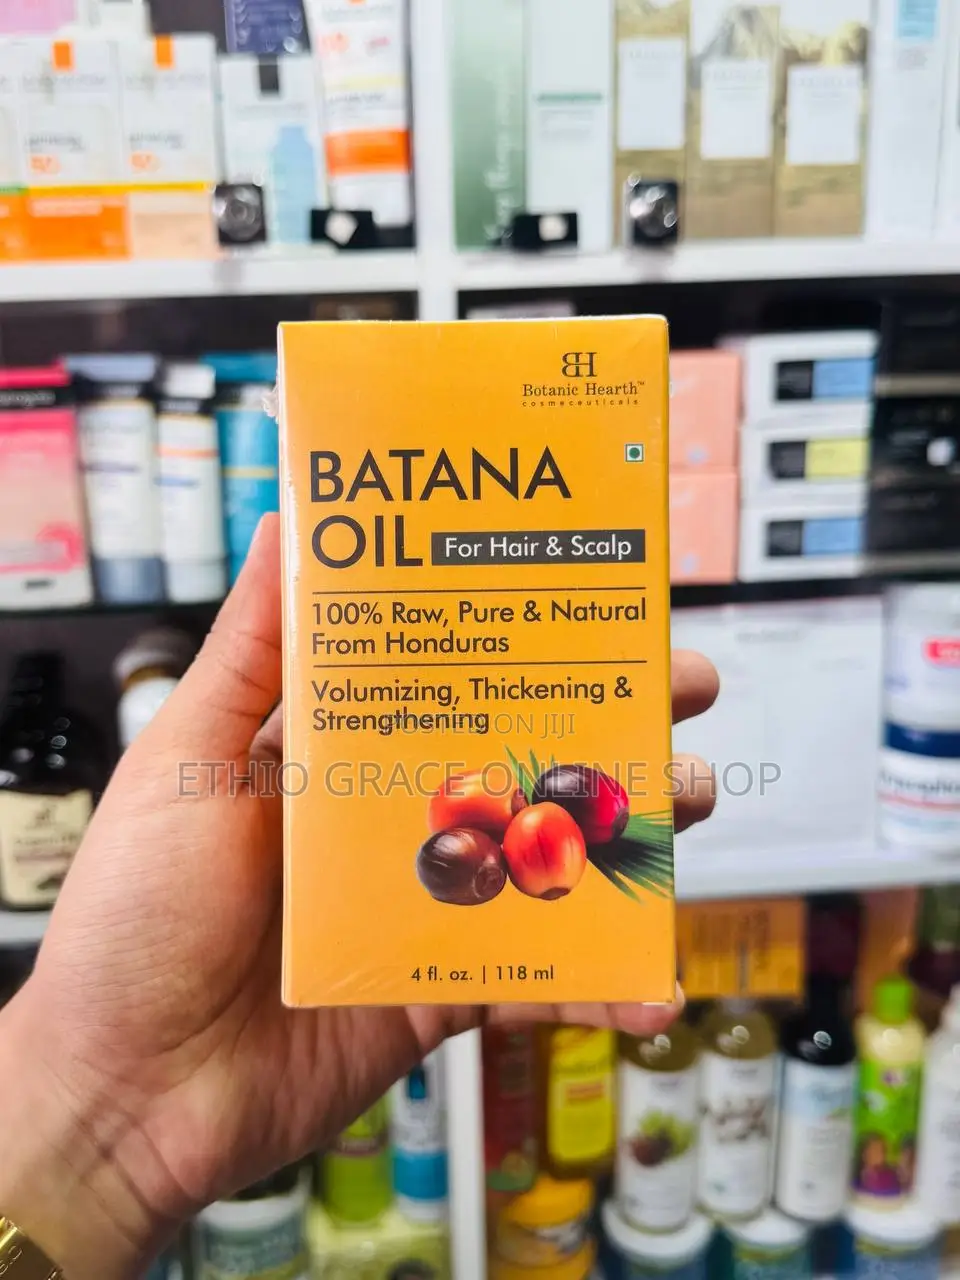 BH
Botanic Hearth™
cosmeceuticals
BATANA
OIL For Hair & Scalp
100% Raw, Pure & Natural
From Honduras
Volumizing, Thickening &
Strengthening
POSTED ON JIJI
ETHIO GRACE ONLINE SHOP
4 fl. oz. | 118 ml